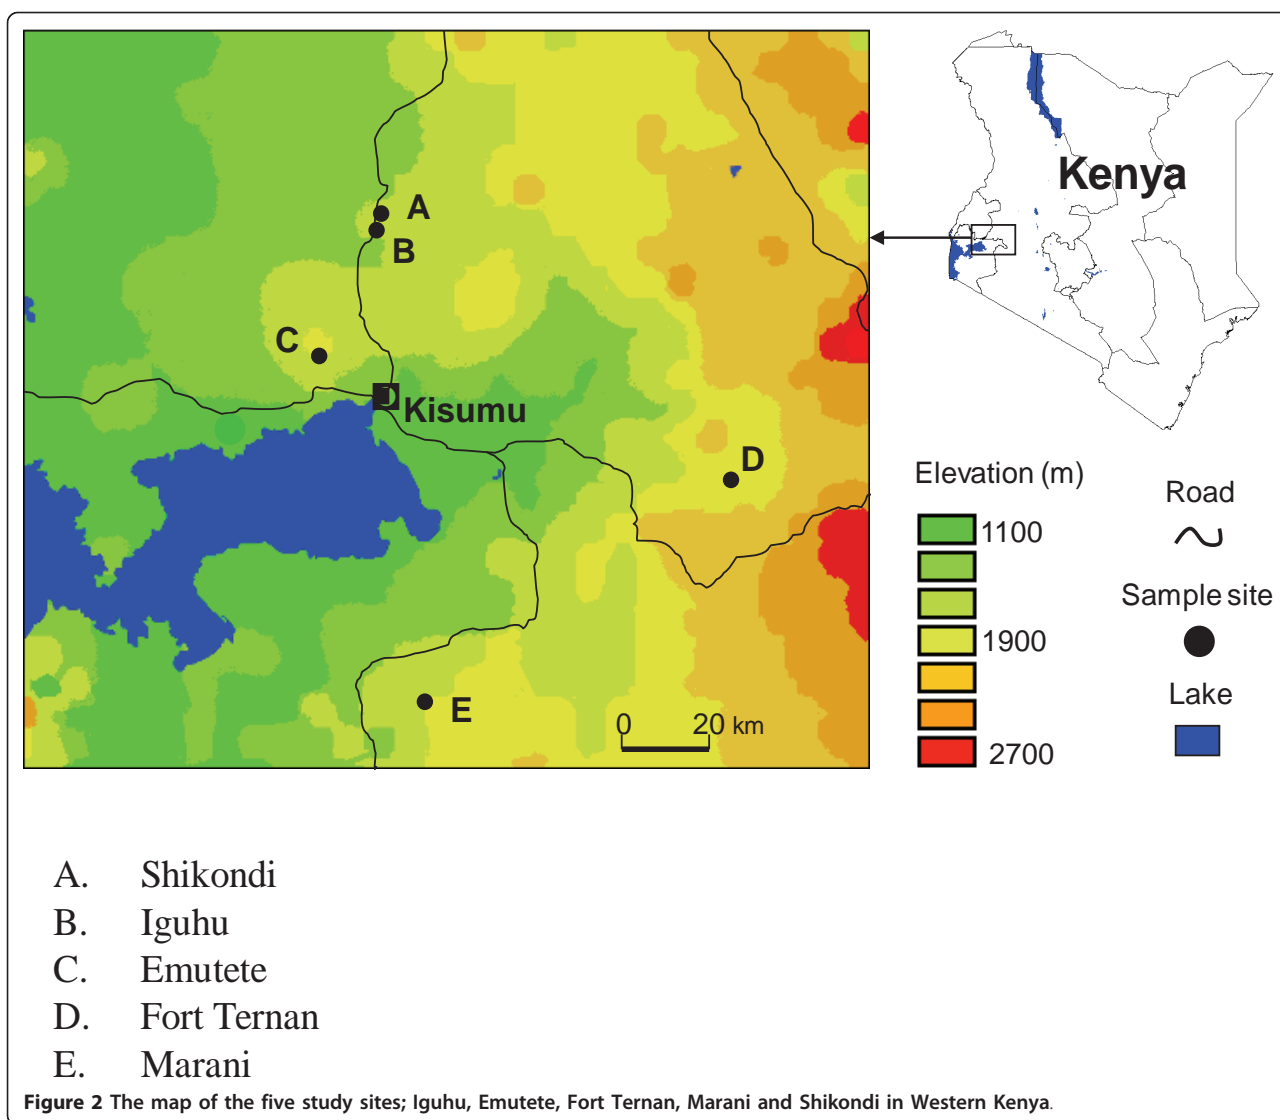 Kenya
A
B
C
Kisumu
D
E
0 20 km
Elevation (m)
1100
1900
2700
Road
Sample site
Lake
A. Shikondi
B. Iguhu
C. Emutete
D. Fort Ternan
E. Marani
Figure 2 The map of the five study sites; Iguhu, Emutete, Fort Ternan, Marani and Shikondi in Western Kenya.